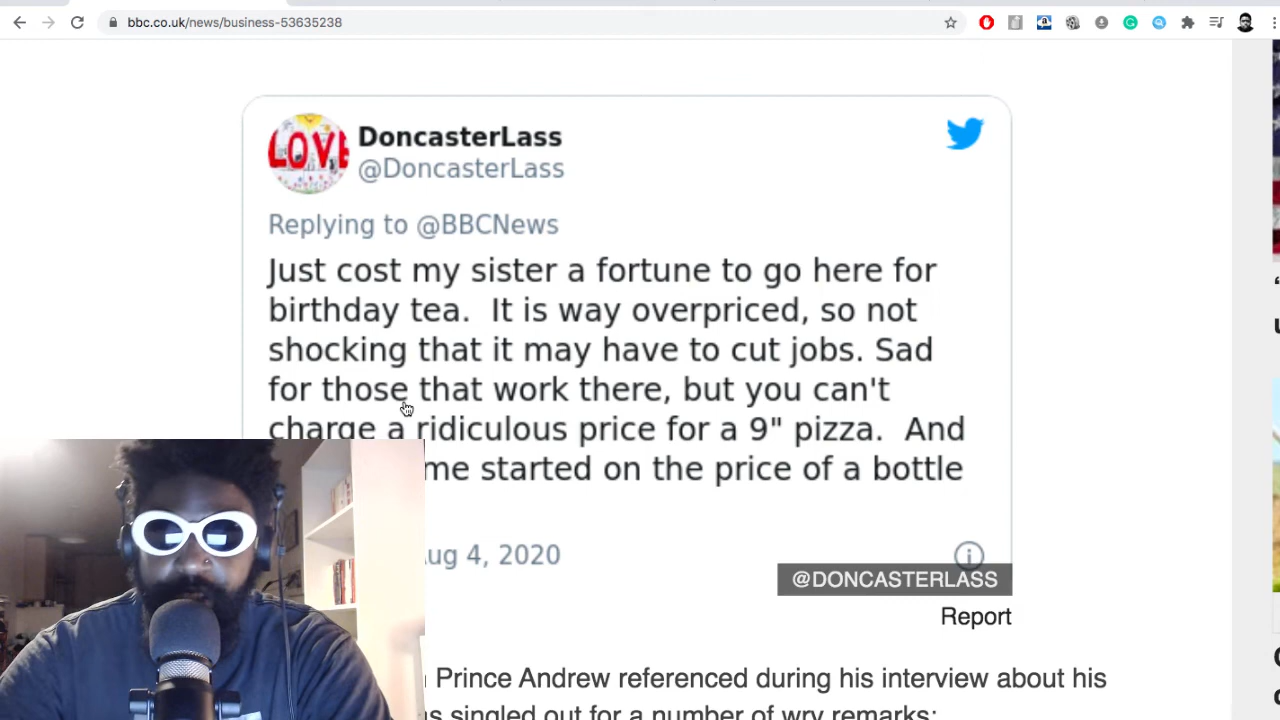 bbc.co.uk/news/business-53635238
LOVE
DoncasterLass
@DoncasterLass
Replying to @BBCNews
Just cost my sister a fortune to go here for
birthday tea.  It is way overpriced, so not
shocking that it may have to cut jobs. Sad
for those that work there, but you can't
charge a ridiculous price for a 9" pizza.  And
me started on the price of a bottle
Aug 4, 2020
@DONCASTERLASS
Report
Prince Andrew referenced during his interview about his
singled out for a number of wry remarks: